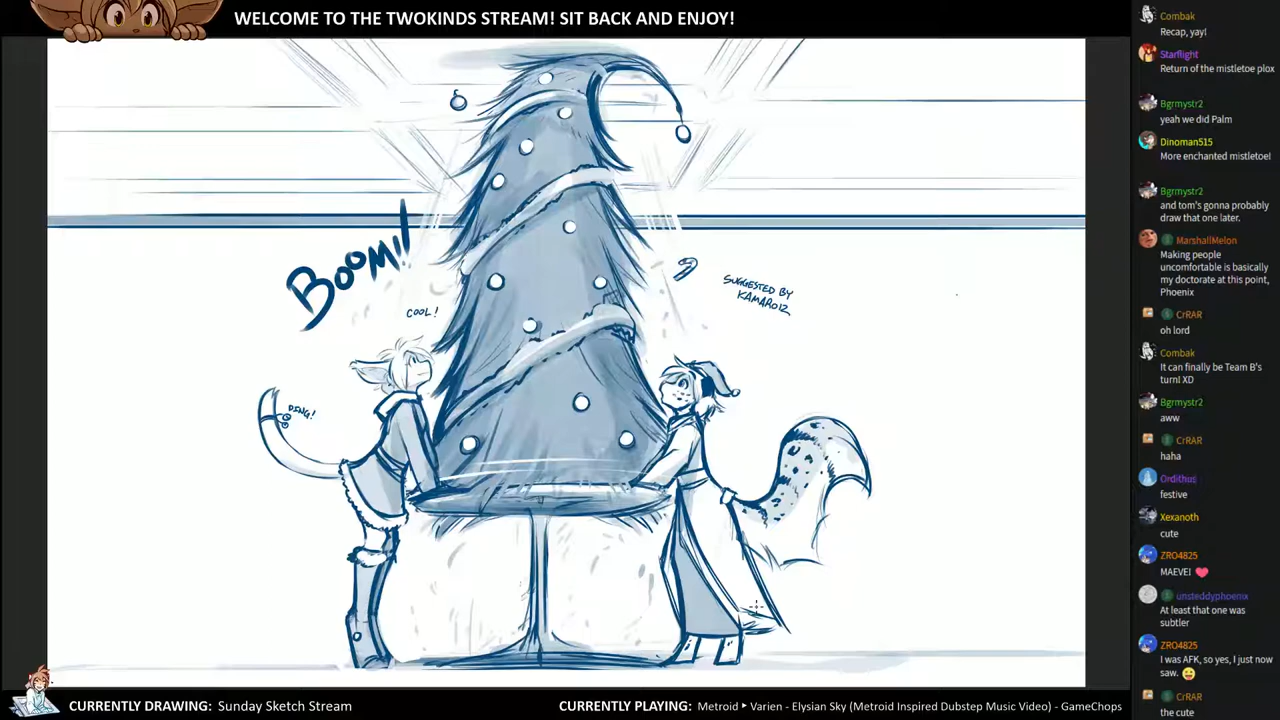 WELCOME TO THE TWOKINDS STREAM! SIT BACK AND ENJOY!
BOOM!!
COOL!
DING!
SUGGESTED BY
KAMARO12
Combak
Recap, yay!
Starflight
Return of the mistletoe plox
Bgrmystr2
yeah we did Palm
Dinoman515
More enchanted mistletoe!
Bgrmystr2
and tom's gonna probably
draw that one later.
MarshallMelon
Making people
uncomfortable is basically
my doctorate at this point,
Phoenix
CrRAR
oh lord
Combak
It can finally be Team B's
turn! XD
Bgrmystr2
aww
CrRAR
haha
Ordithus
festive
Xexanoth
cute
ZRO4825
MAEVE!
unsteddyphoenix
At least that one was
subtler
ZRO4825
I was AFK, so yes, I just now
saw.
CrRAR
the cute
CURRENTLY DRAWING: Sunday Sketch Stream
CURRENTLY PLAYING: Metroid ▸ Varien - Elysian Sky (Metroid Inspired Dubstep Music Video) - GameChops